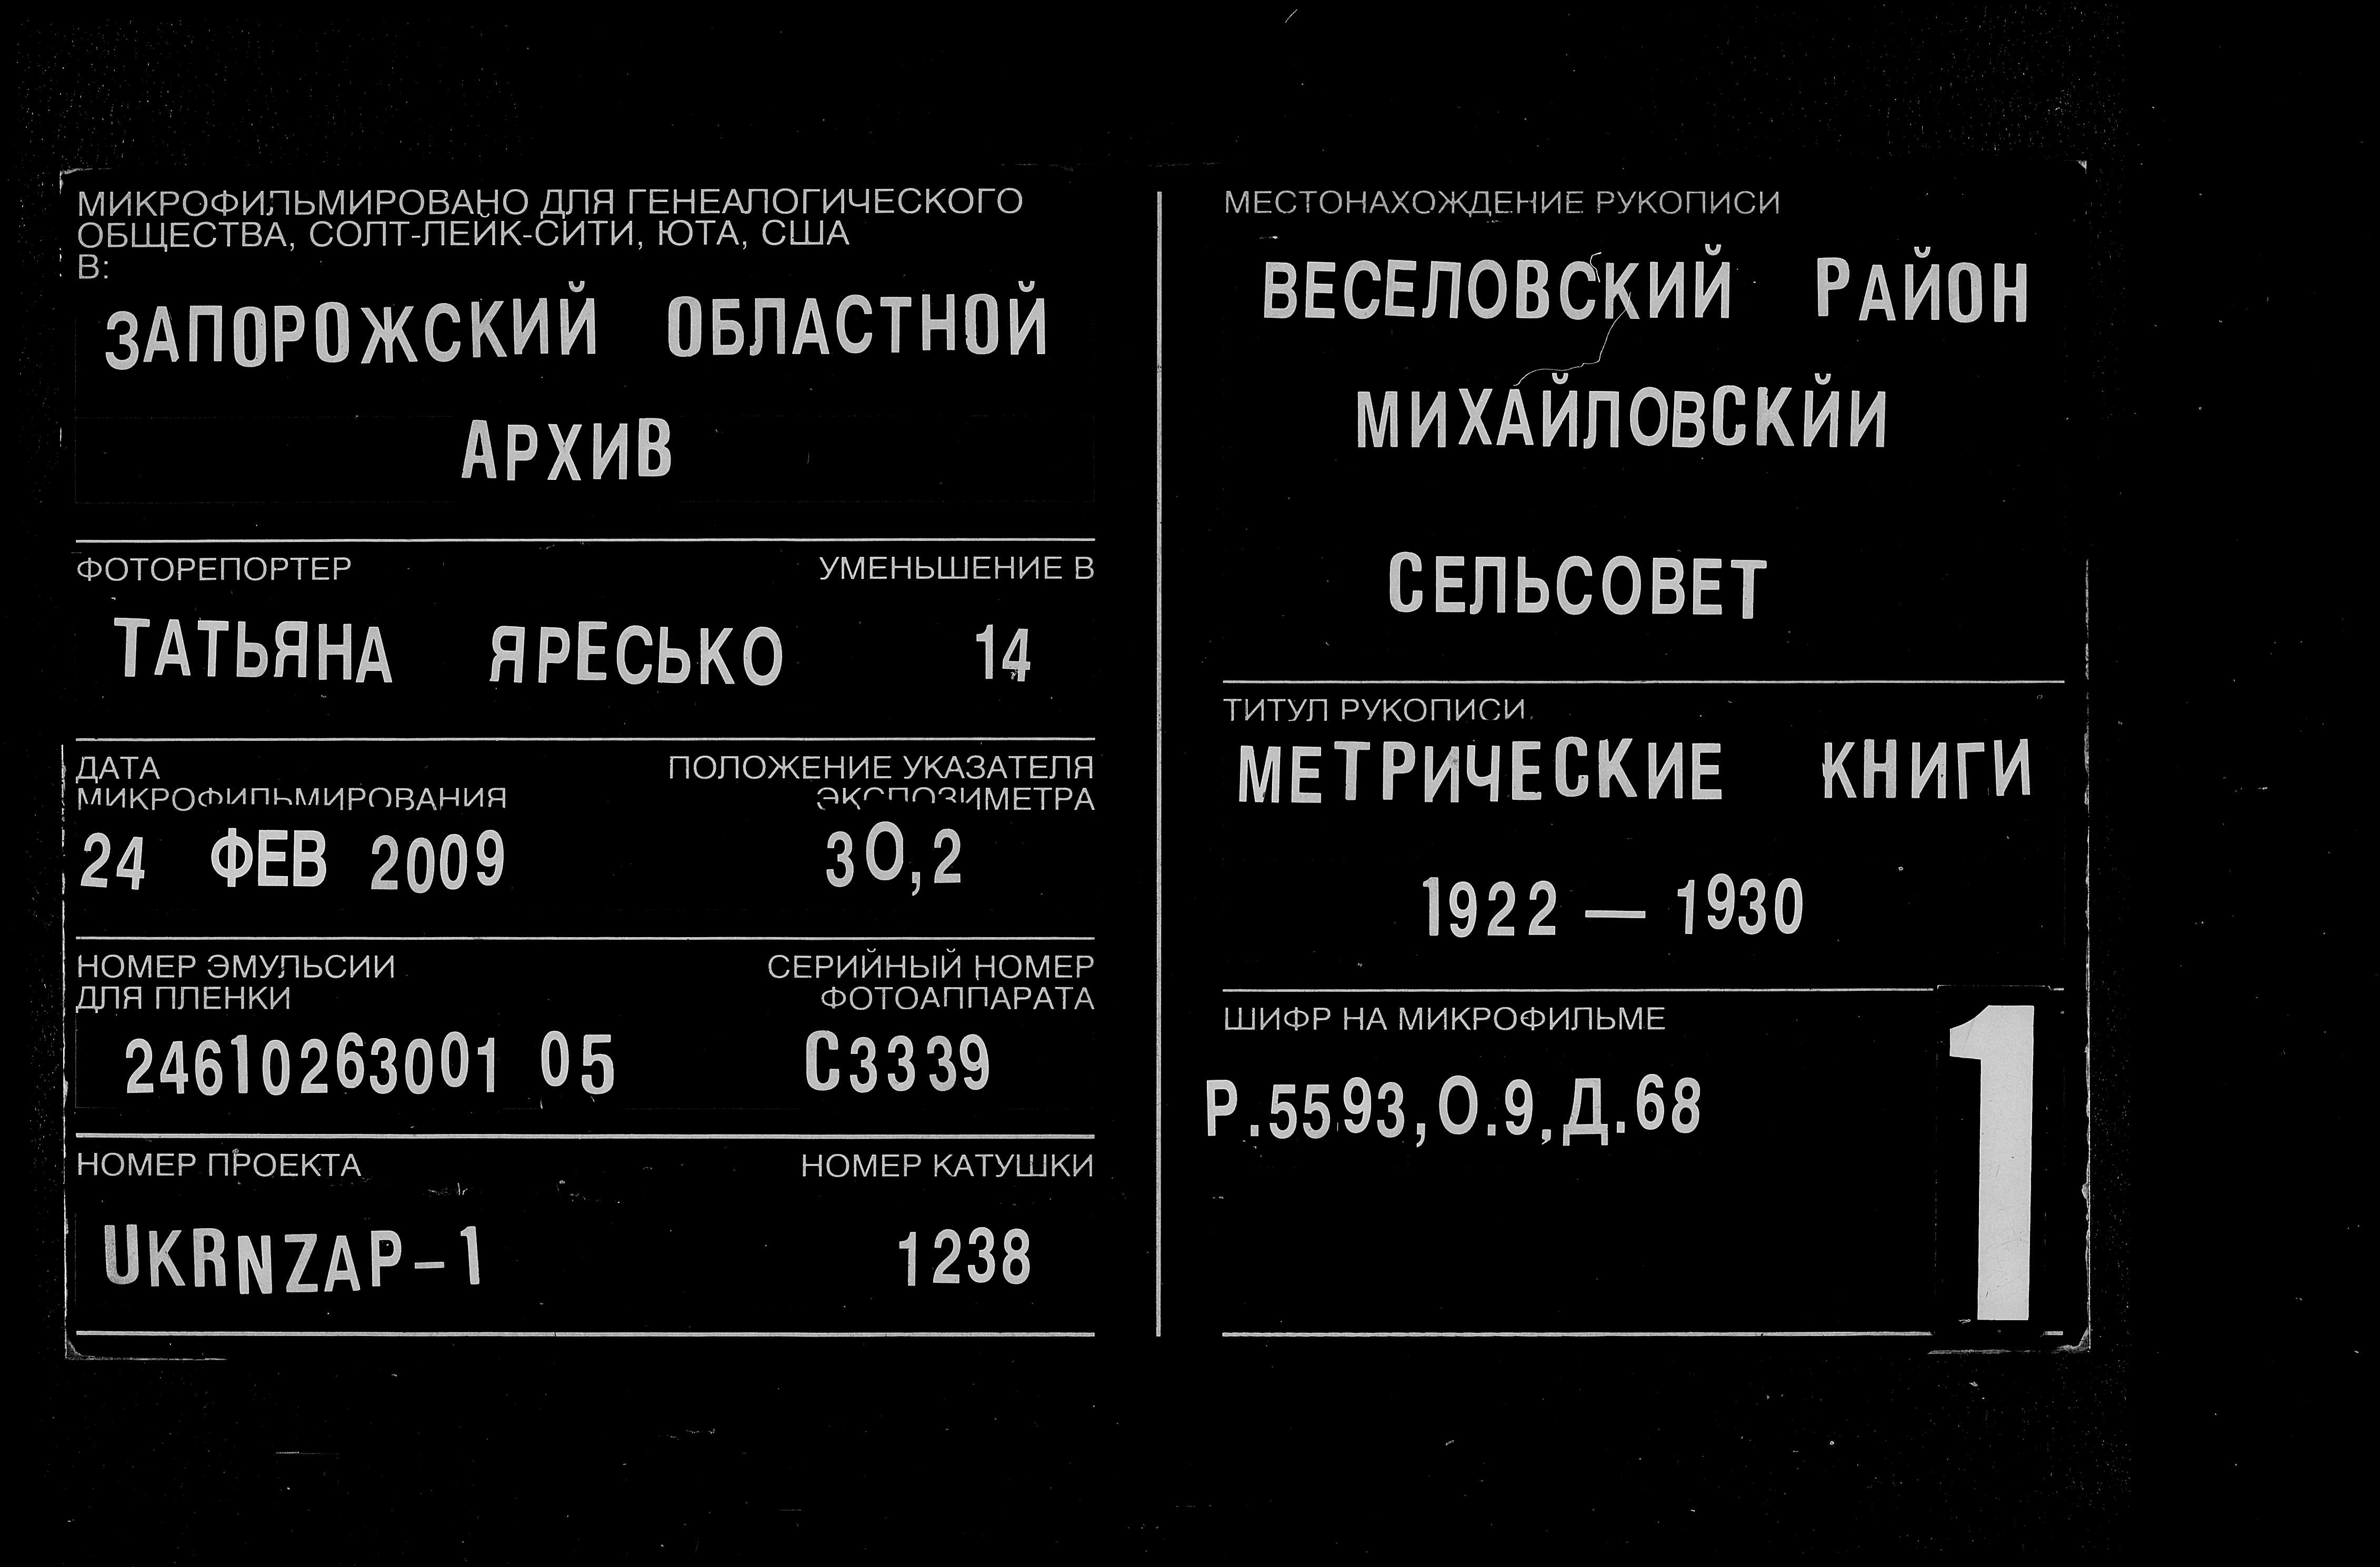 МИКРОФИЛЬМИРОВАНО ДЛЯ ГЕНЕАЛОГИЧЕСКОГО
ОБЩЕСТВА, СОЛТ-ЛЕЙК-СИТИ, ЮТА, США
В:
ЗАПОРОЖСКИЙ ОБЛАСТНОЙ
АРХИВ
ФОТОРЕПОРТЕР УМЕНЬШЕНИЕ В
ТАТЬЯНА ЯРЕСЬКО 14
ДАТА ПОЛОЖЕНИЕ УКАЗАТЕЛЯ
МИКРОФИЛЬМИРОВАНИЯ ЭКСПОЗИМЕТРА
24 ФЕВ 2009 30,2
НОМЕР ЭМУЛЬСИИ СЕРИЙНЫЙ НОМЕР
ДЛЯ ПЛЕНКИ ФОТОАППАРАТА
24610263001 05 С3339
НОМЕР ПРОЕКТА НОМЕР КАТУШКИ
UKRNZAP-1 1238
МЕСТОНАХОЖДЕНИЕ РУКОПИСИ
ВЕСЕЛОВСКИЙ РАЙОН
МИХАЙЛОВСКЙИ
СЕЛЬСОВЕТ
ТИТУЛ РУКОПИСИ
МЕТРИЧЕСКИЕ КНИГИ
1922 — 1930
ШИФР НА МИКРОФИЛЬМЕ
Р.5593,О.9,Д.68
1